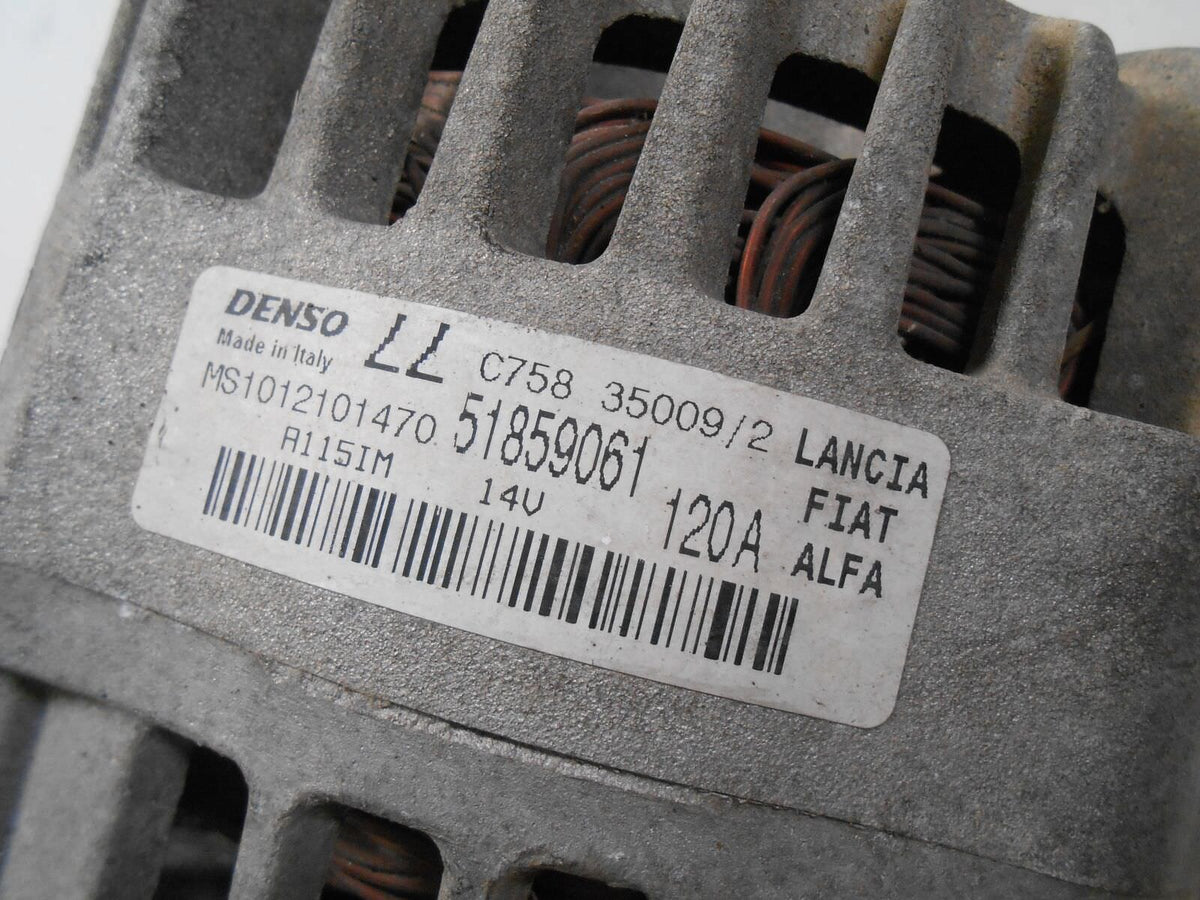 DENSO LL C758 35009/2 LANCIA
Made in Italy
MS1012101470 51859061 FIAT
A115IM 14V 120A ALFA